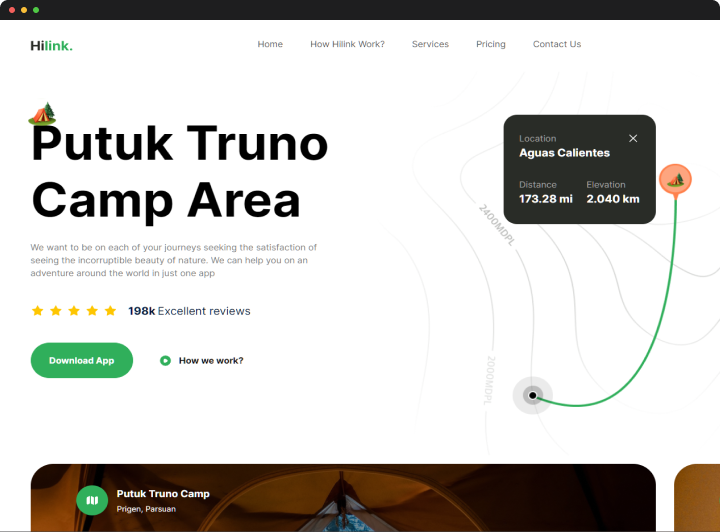 Hilink.
Home
How Hilink Work?
Services
Pricing
Contact Us
Putuk Truno
Camp Area
We want to be on each of your journeys seeking the satisfaction of
seeing the incorruptible beauty of nature. We can help you on an
adventure around the world in just one app
198k Excellent reviews
Download App
How we work?
Location
Aguas Calientes
Distance
Elevation
173.28 mi
2.040 km
2400MDPL
2000MDPL
Putuk Truno Camp
Prigen, Parsuan